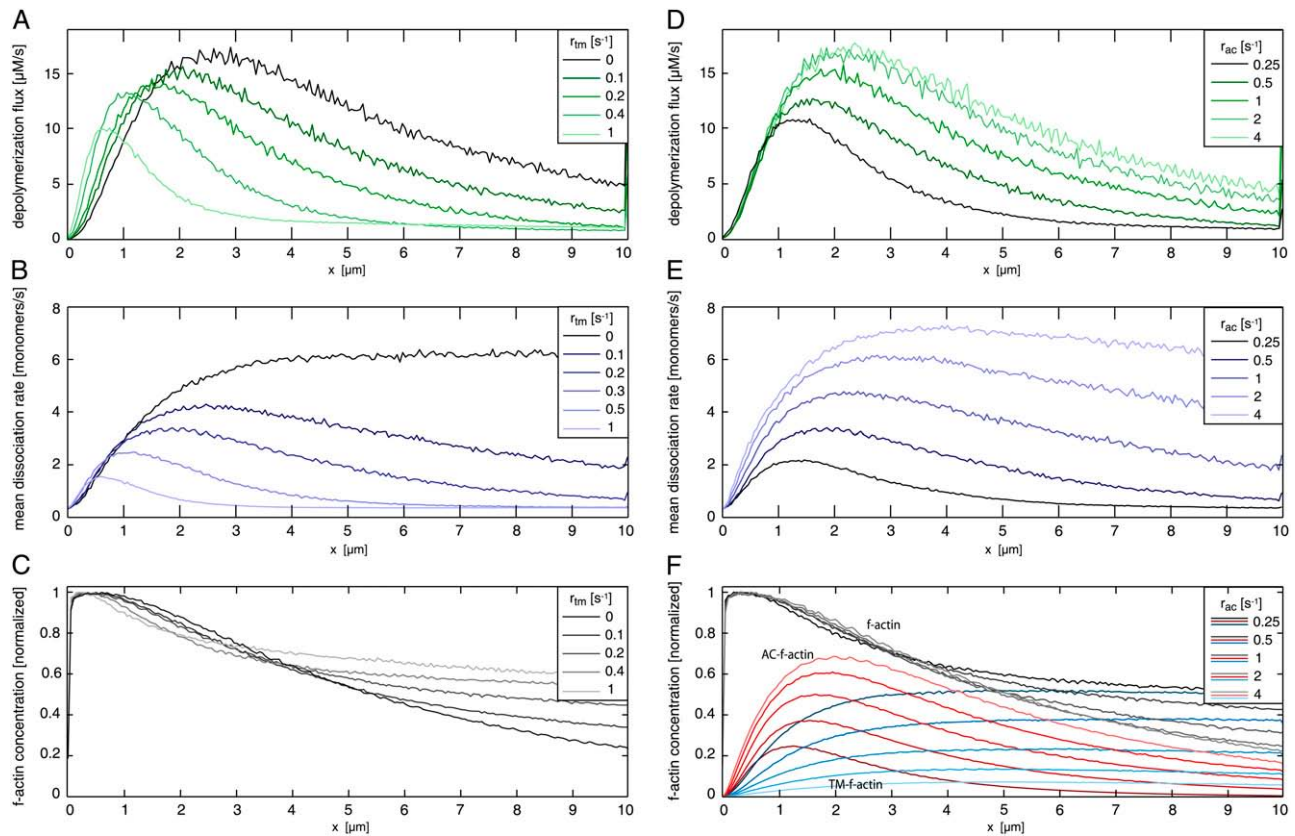 A
depolymerization flux [µM/s]
15
10
5
0
0 1 2 3 4 5 6 7 8 9 10
x [µm]
r_tm [s⁻¹]
0
0.1
0.2
0.4
1
B
mean dissociation rate [monomers/s]
8
6
4
2
0
0 1 2 3 4 5 6 7 8 9 10
x [µm]
r_tm [s⁻¹]
0
0.1
0.2
0.3
0.5
1
C
f-actin concentration [normalized]
1
0.8
0.6
0.4
0.2
0
0 1 2 3 4 5 6 7 8 9 10
x [µm]
r_tm [s⁻¹]
0
0.1
0.2
0.4
1
D
depolymerization flux [µM/s]
15
10
5
0
0 1 2 3 4 5 6 7 8 9 10
x [µm]
r_ac [s⁻¹]
0.25
0.5
1
2
4
E
mean dissociation rate [monomers/s]
8
6
4
2
0
0 1 2 3 4 5 6 7 8 9 10
x [µm]
r_ac [s⁻¹]
0.25
0.5
1
2
4
F
f-actin concentration [normalized]
1
0.8
0.6
0.4
0.2
0
0 1 2 3 4 5 6 7 8 9 10
x [µm]
f-actin
AC-f-actin
TM-f-actin
r_ac [s⁻¹]
0.25
0.5
1
2
4